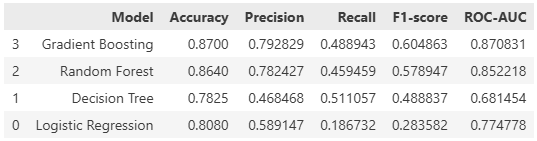 Model Accuracy Precision Recall F1-score ROC-AUC
3 Gradient Boosting 0.8700 0.792829 0.488943 0.604863 0.870831
2 Random Forest 0.8640 0.782427 0.459459 0.578947 0.852218
1 Decision Tree 0.7825 0.468468 0.511057 0.488837 0.681454
0 Logistic Regression 0.8080 0.589147 0.186732 0.283582 0.774778